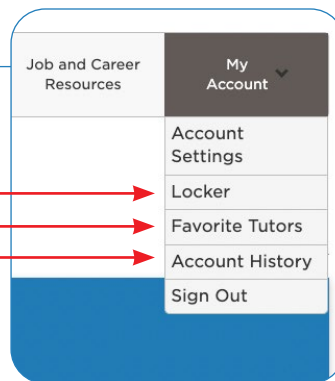 Job and Career
Resources
My
Account
Account
Settings
Locker
Favorite Tutors
Account History
Sign Out